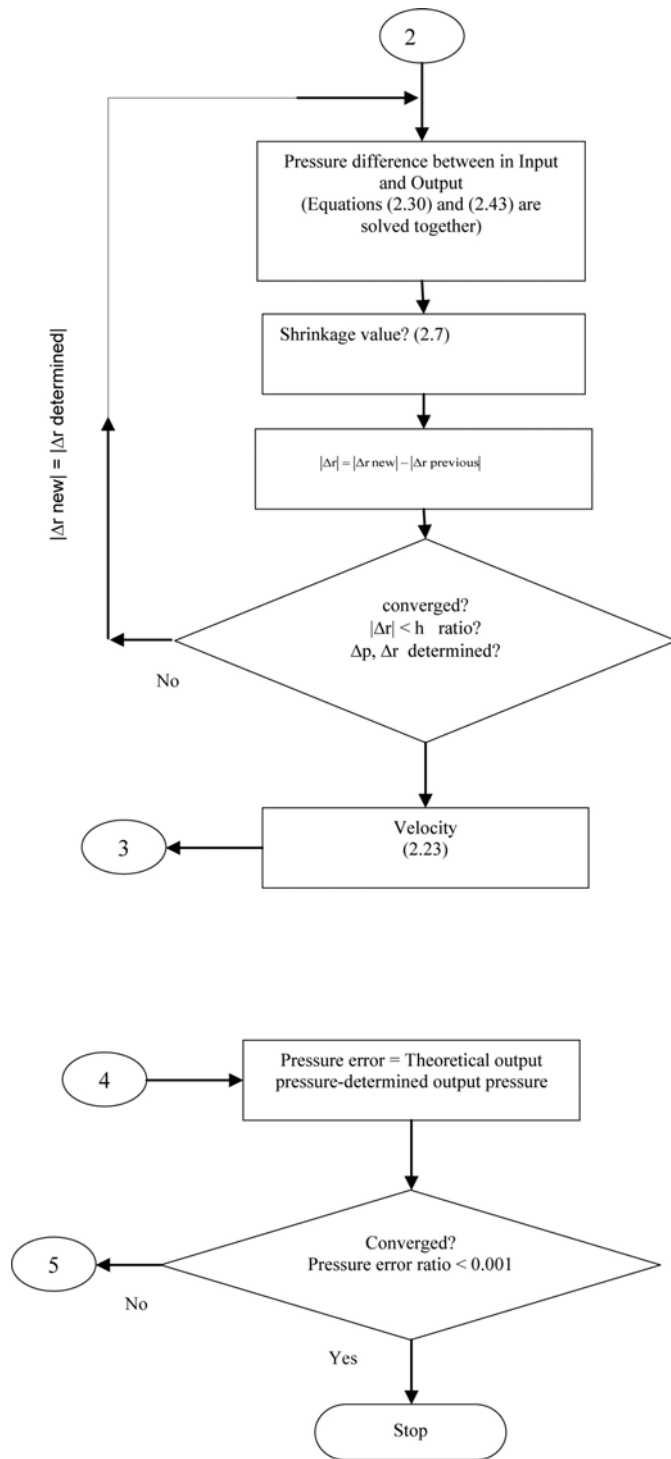 2
Pressure difference between in Input
and Output
(Equations (2.30) and (2.43) are
solved together)
Shrinkage value? (2.7)
|Δr| = |Δr new| − |Δr previous|
|Δr new| = |Δr determined|
converged?
|Δr| < h ratio?
Δp, Δr determined?
No
Velocity
(2.23)
3
4
Pressure error = Theoretical output
pressure-determined output pressure
Converged?
Pressure error ratio < 0.001
5
No
Yes
Stop